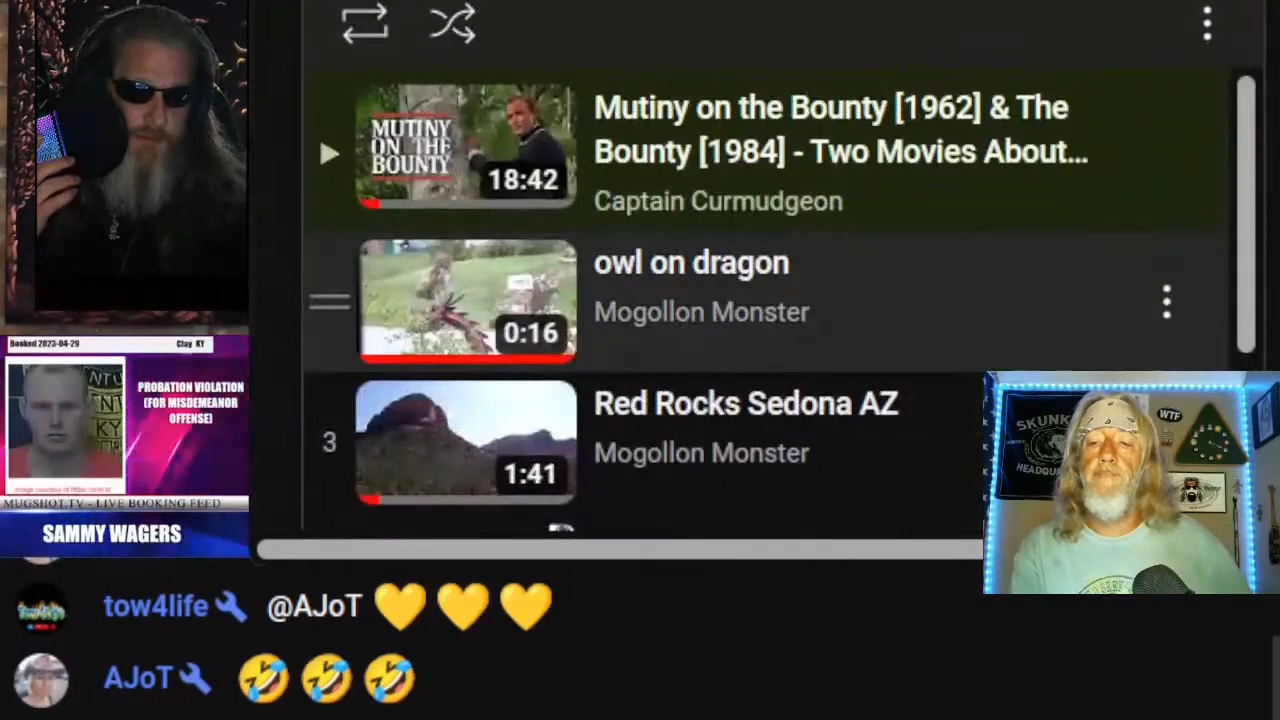 MUTINY
ON THE
BOUNTY
18:42
Mutiny on the Bounty [1962] & The
Bounty [1984] - Two Movies About...
Captain Curmudgeon
0:16
owl on dragon
Mogollon Monster
3
1:41
Red Rocks Sedona AZ
Mogollon Monster
Booked 2023-04-29
Clay KY
PROBATION VIOLATION
(FOR MISDEMEANOR
OFFENSE)
MUGSHOT.TV - LIVE BOOKING FEED
SAMMY WAGERS
SKUNK
HEADQU
WTF
tow4life @AJoT 💛💛💛
AJoT 🤣🤣🤣